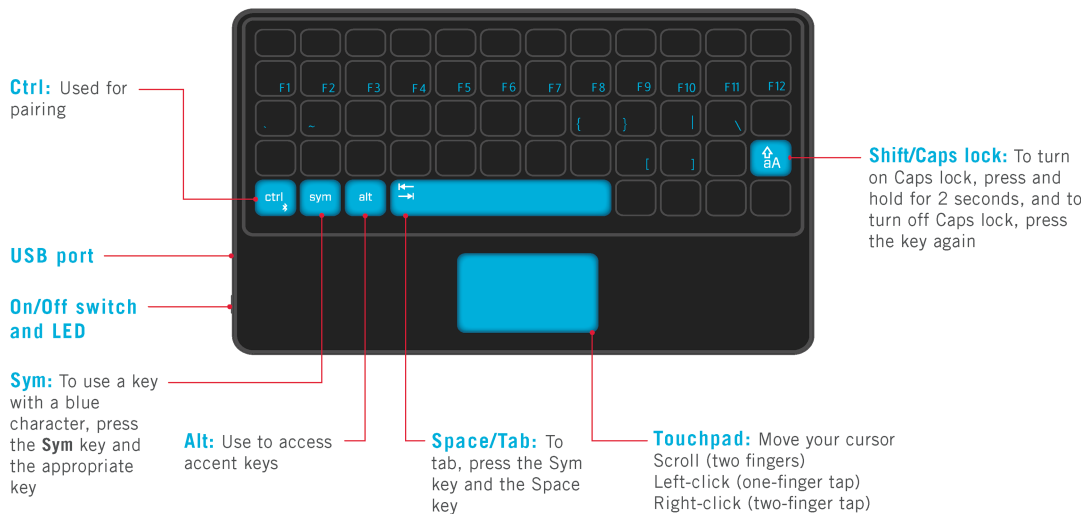 F1 F2 F3 F4 F5 F6 F7 F8 F9 F10 F11 F12
. ~ { } | \
[ ] aA
ctrl sym alt
Ctrl: Used for
pairing
USB port
On/Off switch
and LED
Sym: To use a key
with a blue
character, press
the Sym key and
the appropriate
key
Alt: Use to access
accent keys
Space/Tab: To
tab, press the Sym
key and the Space
key
Touchpad: Move your cursor
Scroll (two fingers)
Left-click (one-finger tap)
Right-click (two-finger tap)
Shift/Caps lock: To turn
on Caps lock, press and
hold for 2 seconds, and to
turn off Caps lock, press
the key again